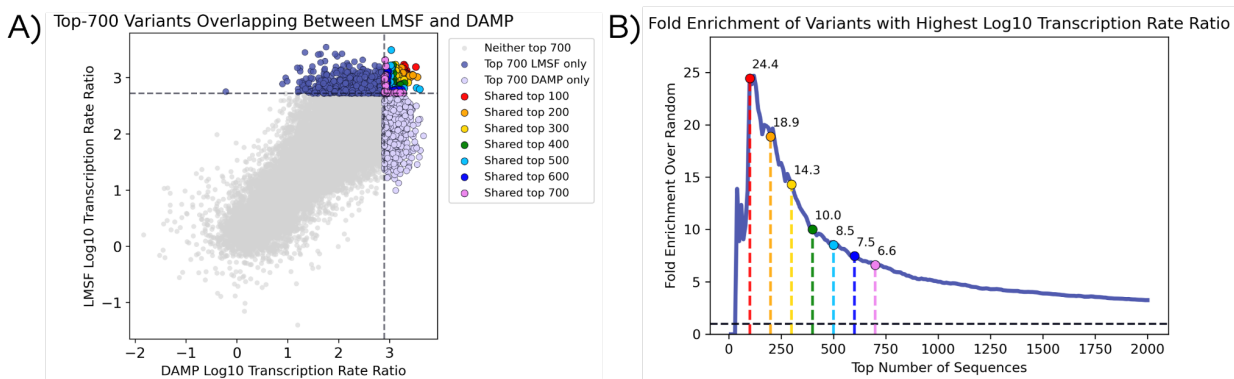 A)
Top-700 Variants Overlapping Between LMSF and DAMP
LMSF Log10 Transcription Rate Ratio
3
2
1
0
−1
−2
−1
0
1
2
3
DAMP Log10 Transcription Rate Ratio
Neither top 700
Top 700 LMSF only
Top 700 DAMP only
Shared top 100
Shared top 200
Shared top 300
Shared top 400
Shared top 500
Shared top 600
Shared top 700
B)
Fold Enrichment of Variants with Highest Log10 Transcription Rate Ratio
Fold Enrichment Over Random
25
20
15
10
5
0
24.4
18.9
14.3
10.0
8.5
7.5
6.6
0
250
500
750
1000
1250
1500
1750
2000
Top Number of Sequences